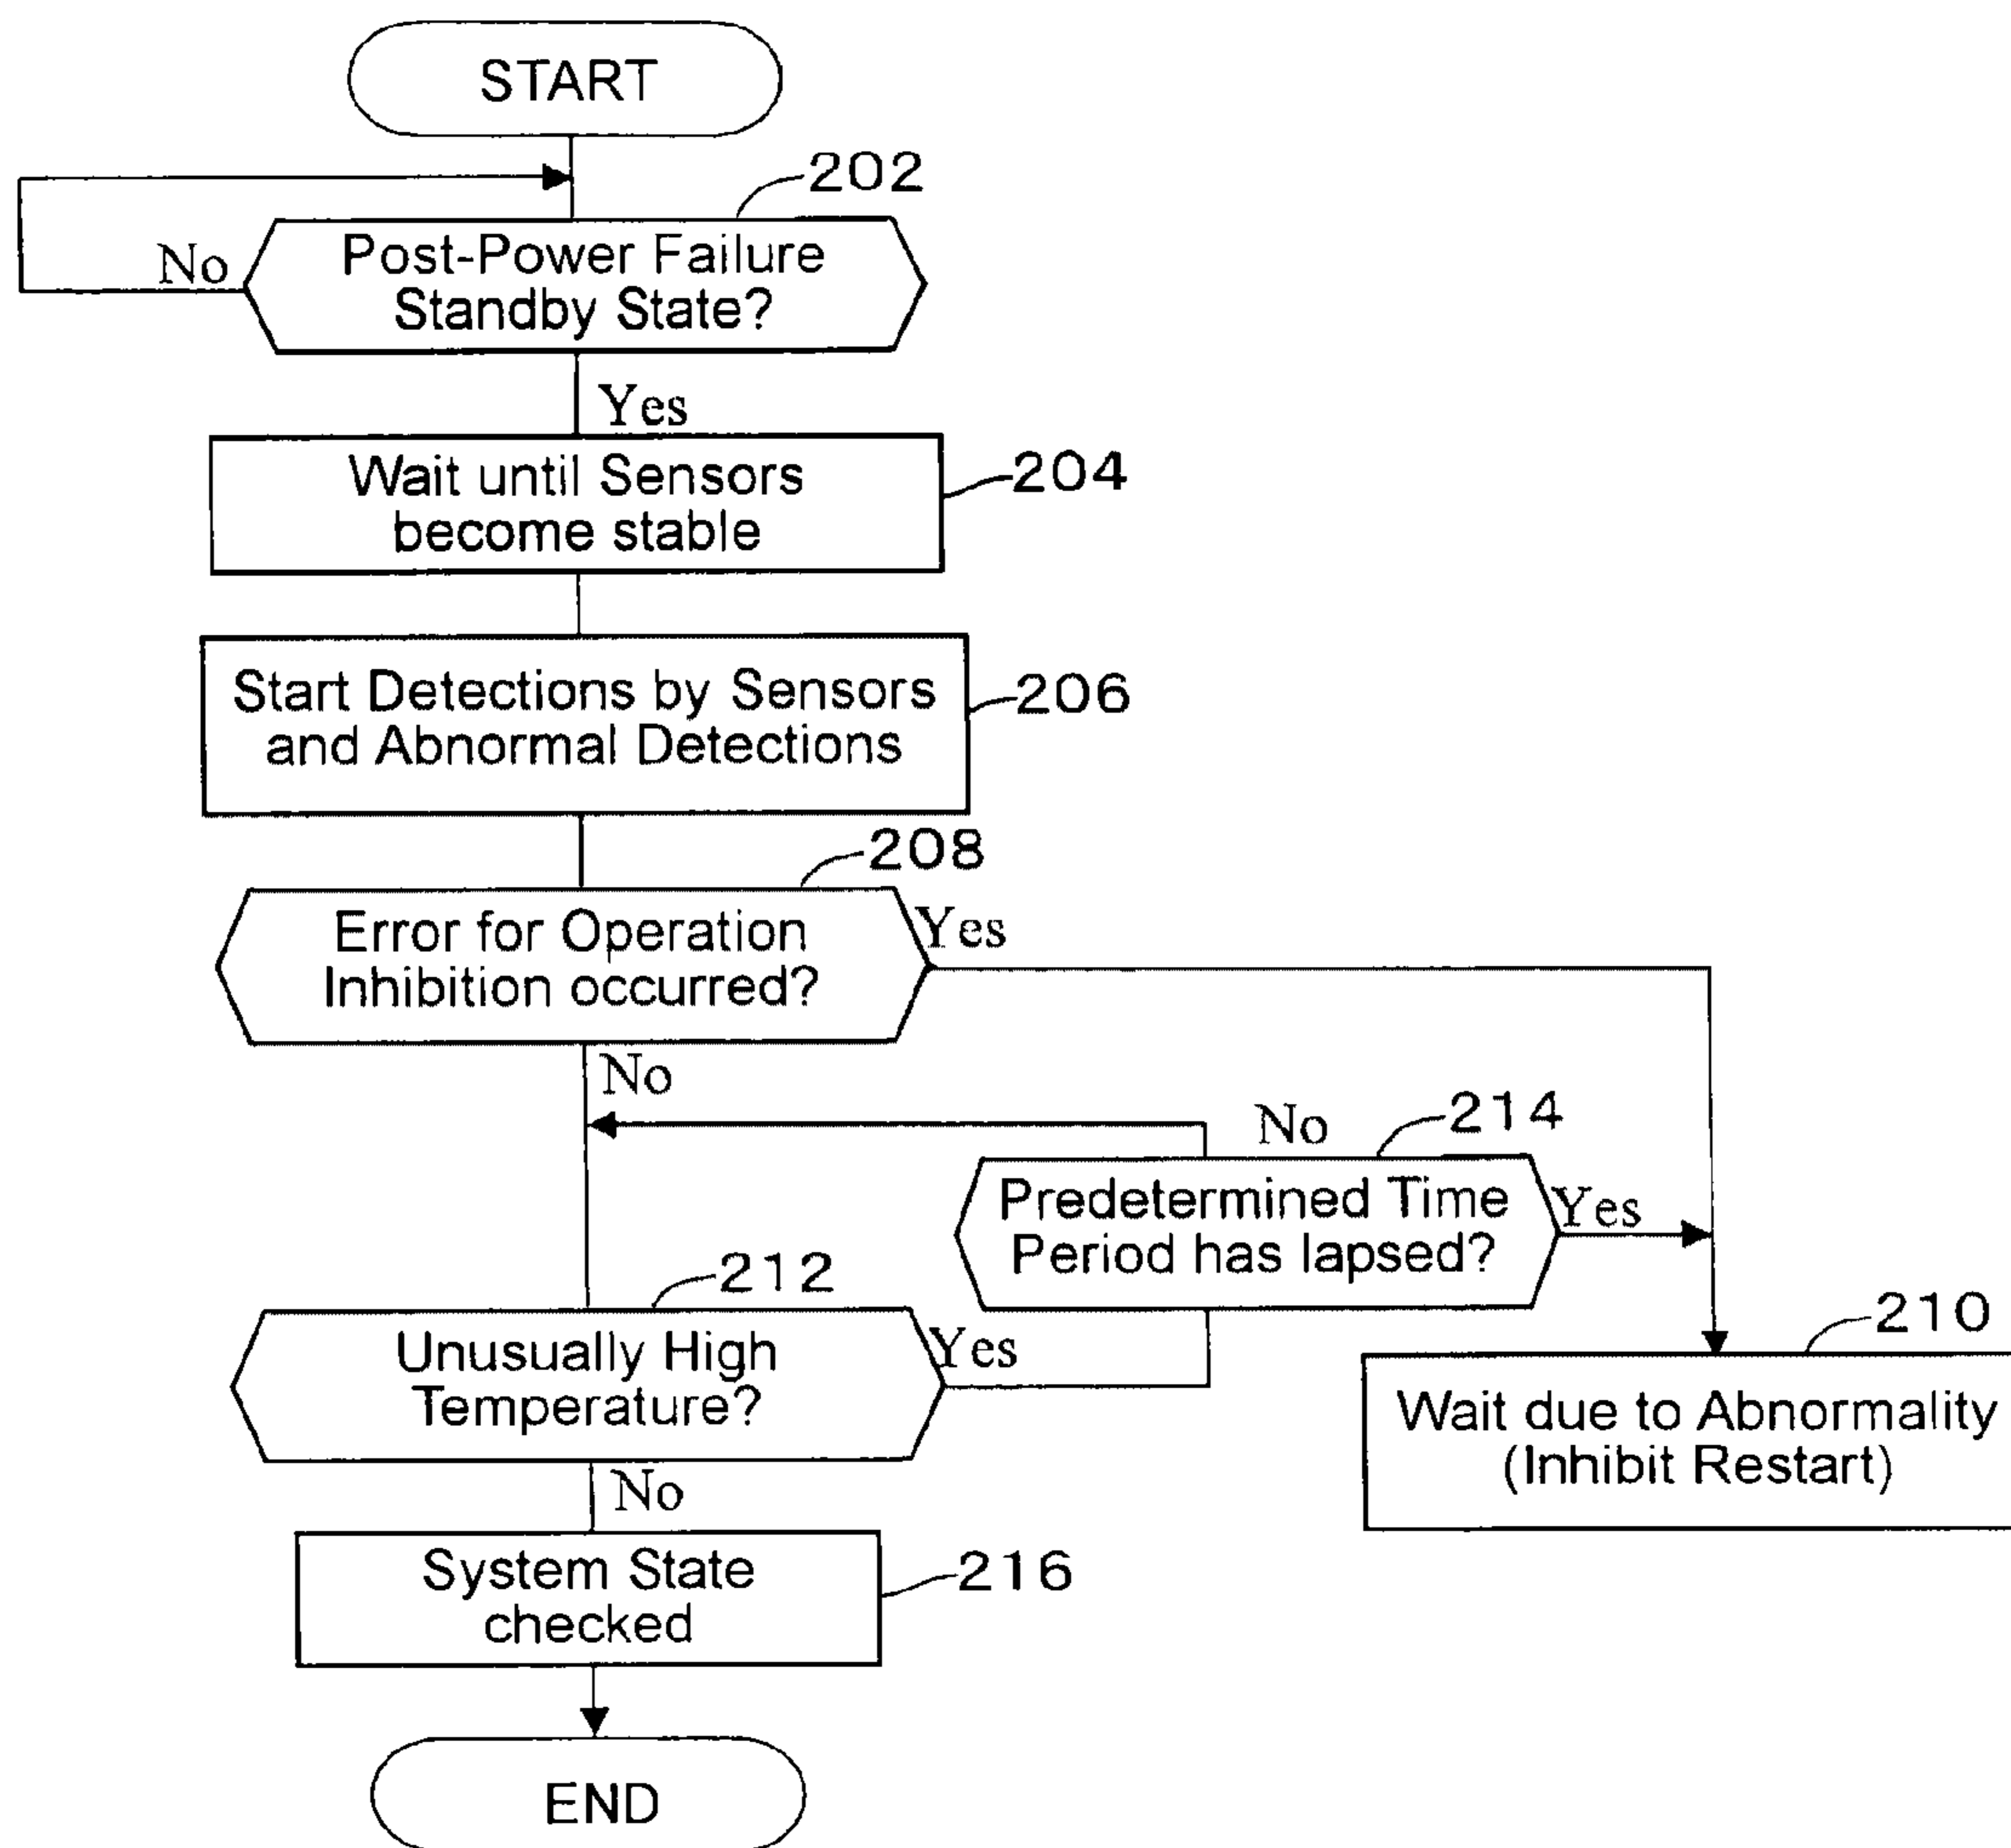 START
202
No
Post-Power Failure
Standby State?
Yes
Wait until Sensors
become stable
204
Start Detections by Sensors
and Abnormal Detections
206
208
Error for Operation
Inhibition occurred?
Yes
No
No
214
Predetermined Time
Period has lapsed?
Yes
212
Unusually High
Temperature?
Yes
210
Wait due to Abnormality
(Inhibit Restart)
No
System State
checked
216
END